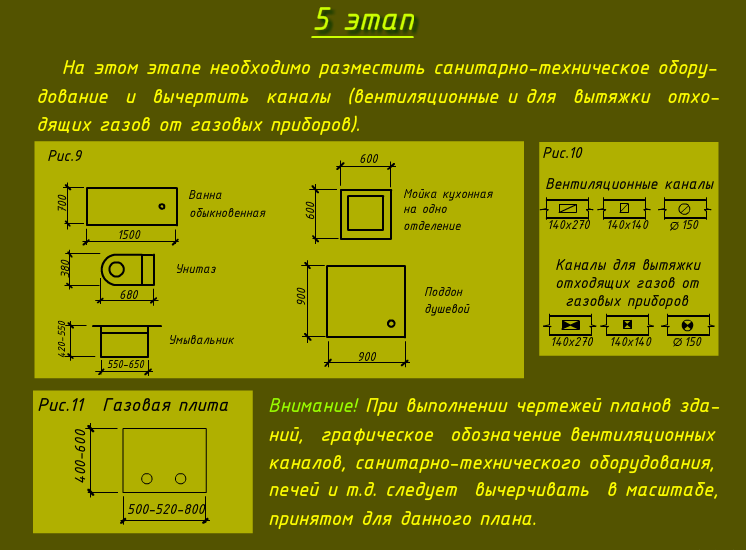 5 этап
На этом этапе необходимо разместить санитарно-техническое обору-
дование и вычертить каналы (вентиляционные и для вытяжки отхо-
дящих газов от газовых приборов).
Рис.9
700
1500
Ванна
обыкновенная
380
680
Унитаз
420-550
550-650
Умывальник
600
600
Мойка кухонная
на одно
отделение
900
900
Поддон
душевой
Рис.10
Вентиляционные каналы
140х270 140х140 ⌀ 150
Каналы для вытяжки
отходящих газов от
газовых приборов
140х270 140х140 ⌀ 150
Рис.11 Газовая плита
400-600
500-520-800
Внимание! При выполнении чертежей планов зда-
ний, графическое обозначение вентиляционных
каналов, санитарно-технического оборудования,
печей и т.д. следует вычерчивать в масштабе,
принятом для данного плана.